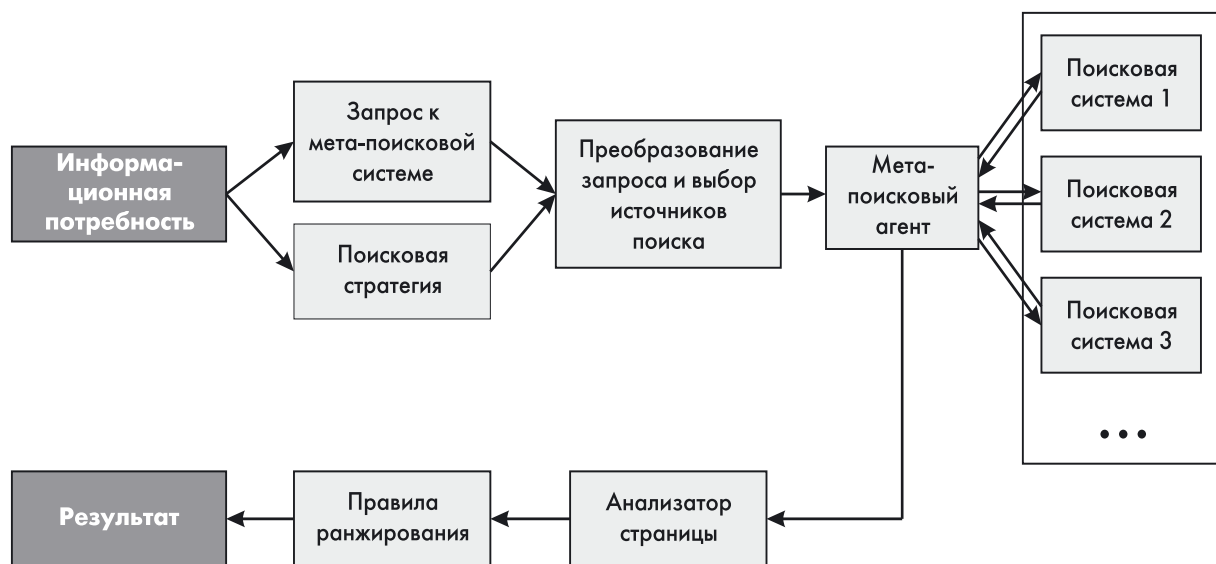 Информа-
ционная
потребность
Запрос к
мета-поисковой
системе
Поисковая
стратегия
Преобразование
запроса и выбор
источников
поиска
Мета-
поисковый
агент
Поисковая
система 1
Поисковая
система 2
Поисковая
система 3
...
Результат
Правила
ранжирования
Анализатор
страницы